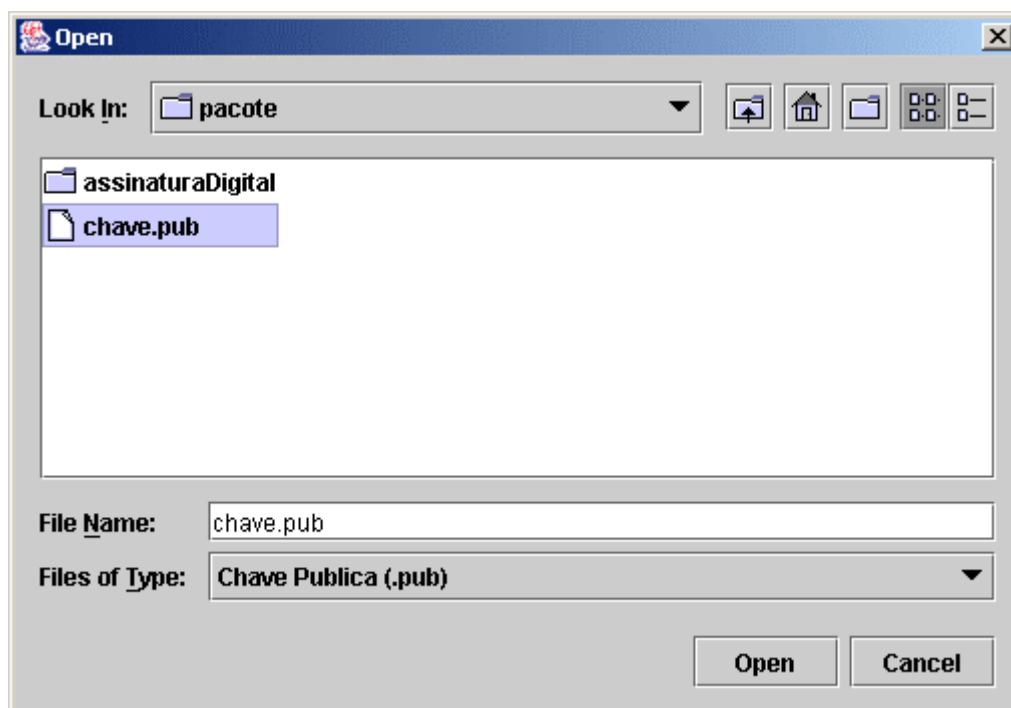 Open
Look In: pacote
assinaturaDigital
chave.pub
File Name: chave.pub
Files of Type: Chave Publica (.pub)
Open Cancel